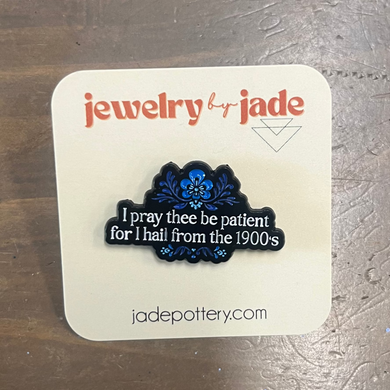 jewelry by jade
I pray thee be patient
for I hail from the 1900's
jadepottery.com